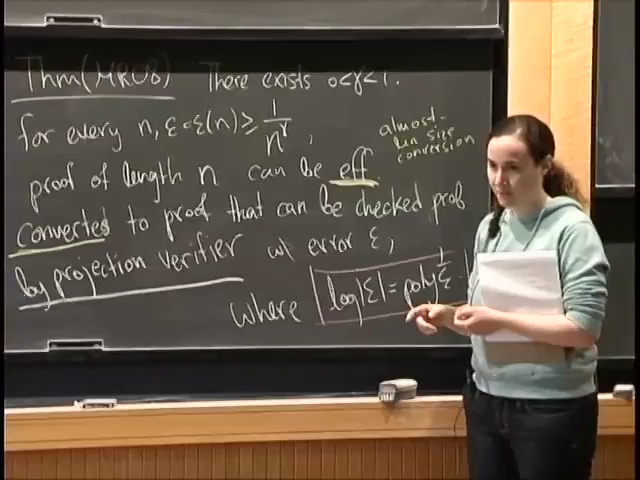 Thm(MR08) There exists 0<γ<1.
for every n, ε=ε(n) ≥ 1/n^γ,
almost-lin size conversion
proof of length n can be eff
converted to proof that can be checked prob
by projection verifier w/ error ε,
where log|Σ| = poly 1/ε.